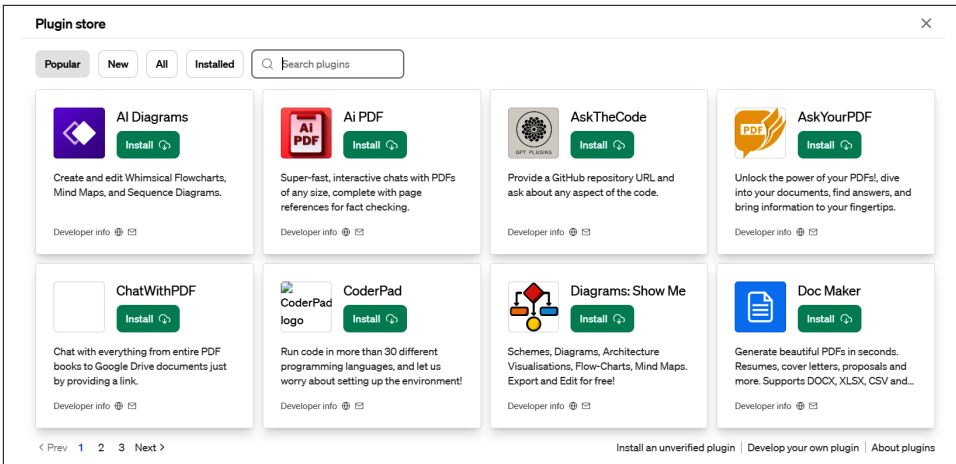 Plugin store
Popular
New
All
Installed
Search plugins
AI Diagrams
Install
Create and edit Whimsical Flowcharts,
Mind Maps, and Sequence Diagrams.
Developer info
Ai
PDF
Ai PDF
Install
Super-fast, interactive chats with PDFs
of any size, complete with page
references for fact checking.
Developer info
GPT PLUGINS
AskTheCode
Install
Provide a GitHub repository URL and
ask about any aspect of the code.
Developer info
PDF
AskYourPDF
Install
Unlock the power of your PDFs!, dive
into your documents, find answers, and
bring information to your fingertips.
Developer info
ChatWithPDF
Install
Chat with everything from entire PDF
books to Google Drive documents just
by providing a link.
Developer info
CoderPad
logo
CoderPad
Install
Run code in more than 30 different
programming languages, and let us
worry about setting up the environment!
Developer info
Diagrams: Show Me
Install
Schemes, Diagrams, Architecture
Visualisations, Flow-Charts, Mind Maps.
Export and Edit for free!
Developer info
Doc Maker
Install
Generate beautiful PDFs in seconds.
Resumes, cover letters, proposals and
more. Supports DOCX, XLSX, CSV and...
Developer info
< Prev 1 2 3 Next >
Install an unverified plugin | Develop your own plugin | About plugins